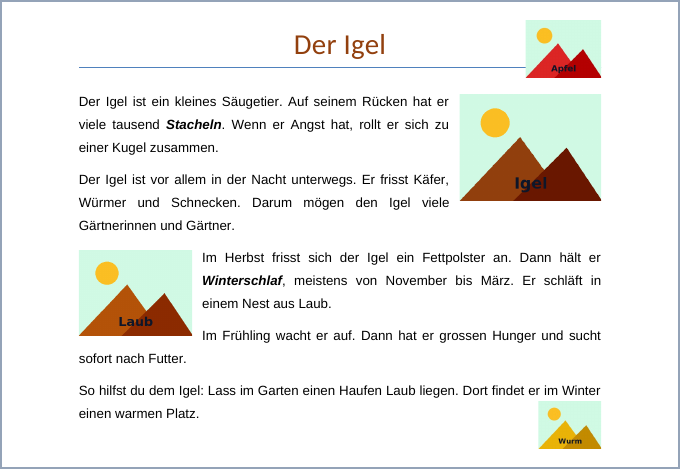 Der Igel
Apfel
Der Igel ist ein kleines Säugetier. Auf seinem Rücken hat er
viele tausend Stacheln. Wenn er Angst hat, rollt er sich zu
einer Kugel zusammen.
Igel
Der Igel ist vor allem in der Nacht unterwegs. Er frisst Käfer,
Würmer und Schnecken. Darum mögen den Igel viele
Gärtnerinnen und Gärtner.
Im Herbst frisst sich der Igel ein Fettpolster an. Dann hält er
Winterschlaf, meistens von November bis März. Er schläft in
einem Nest aus Laub.
Laub
Im Frühling wacht er auf. Dann hat er grossen Hunger und sucht
sofort nach Futter.
So hilfst du dem Igel: Lass im Garten einen Haufen Laub liegen. Dort findet er im Winter
einen warmen Platz.
Wurm